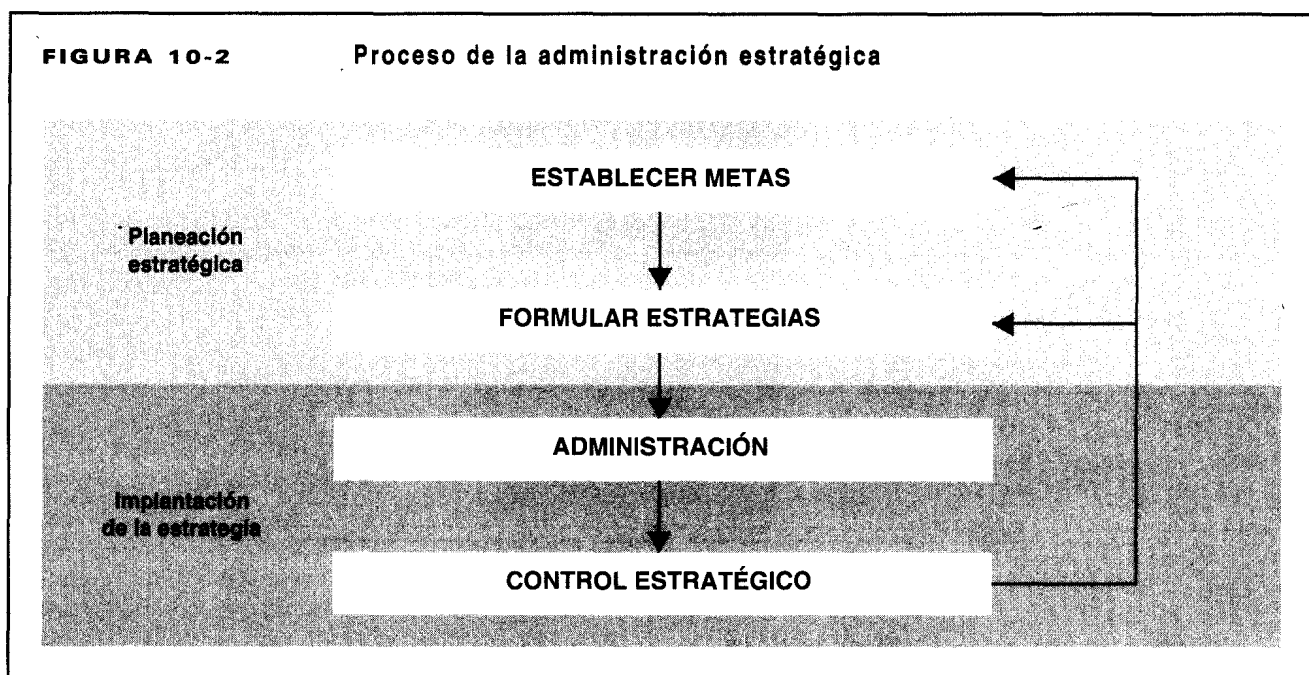 FIGURA 10-2 Proceso de la administración estratégica
ESTABLECER METAS
Planeación
estratégica
FORMULAR ESTRATEGIAS
ADMINISTRACIÓN
Implantación
de la estrategia
CONTROL ESTRATÉGICO